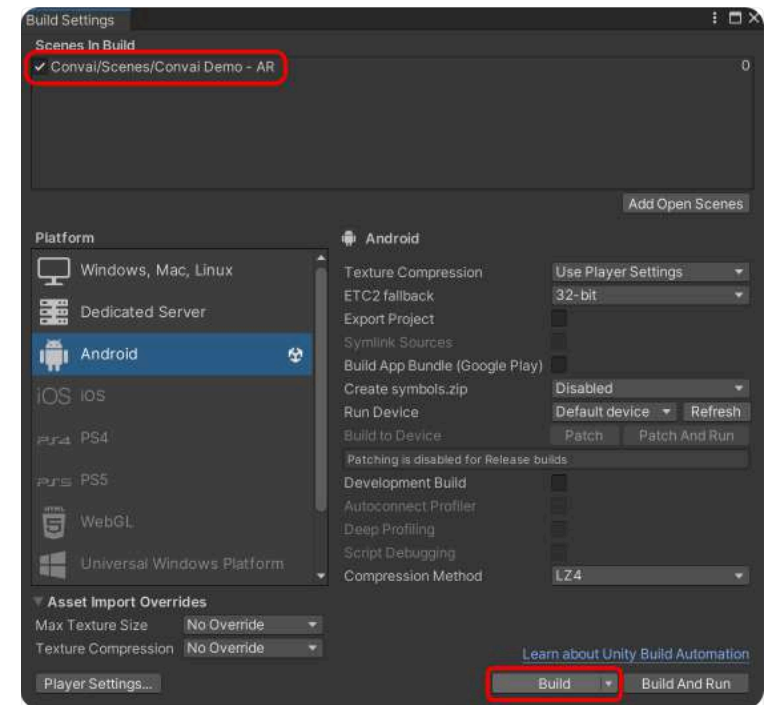 Build Settings
Scenes In Build
Convai/Scenes/Convai Demo - AR 0
Add Open Scenes
Platform
Windows, Mac, Linux
Dedicated Server
Android
iOS iOS
PS4 PS4
PS5 PS5
HTML 5 WebGL
Universal Windows Platform
Android
Texture Compression Use Player Settings
ETC2 fallback 32-bit
Export Project
Symlink Sources
Build App Bundle (Google Play)
Create symbols.zip Disabled
Run Device Default device Refresh
Build to Device Patch Patch And Run
Patching is disabled for Release builds
Development Build
Autoconnect Profiler
Deep Profiling
Script Debugging
Compression Method LZ4
Asset Import Overrides
Max Texture Size No Override
Texture Compression No Override
Learn about Unity Build Automation
Player Settings... Build Build And Run